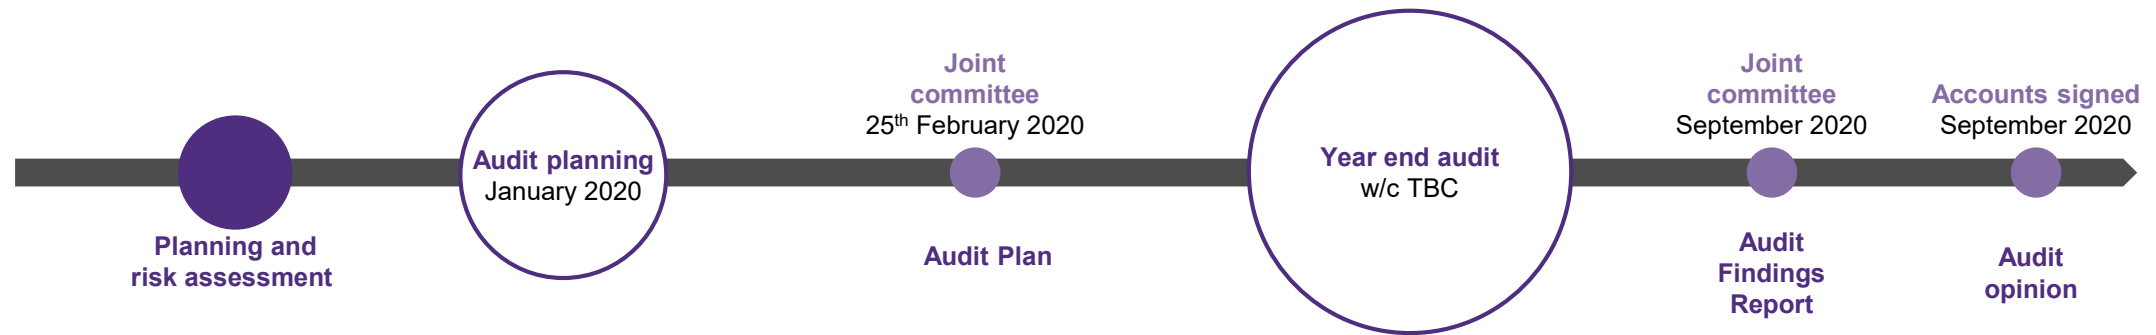 Planning and
risk assessment
Audit planning
January 2020
Joint
committee
25th February 2020
Audit Plan
Year end audit
w/c TBC
Joint
committee
September 2020
Audit
Findings
Report
Accounts signed
September 2020
Audit
opinion